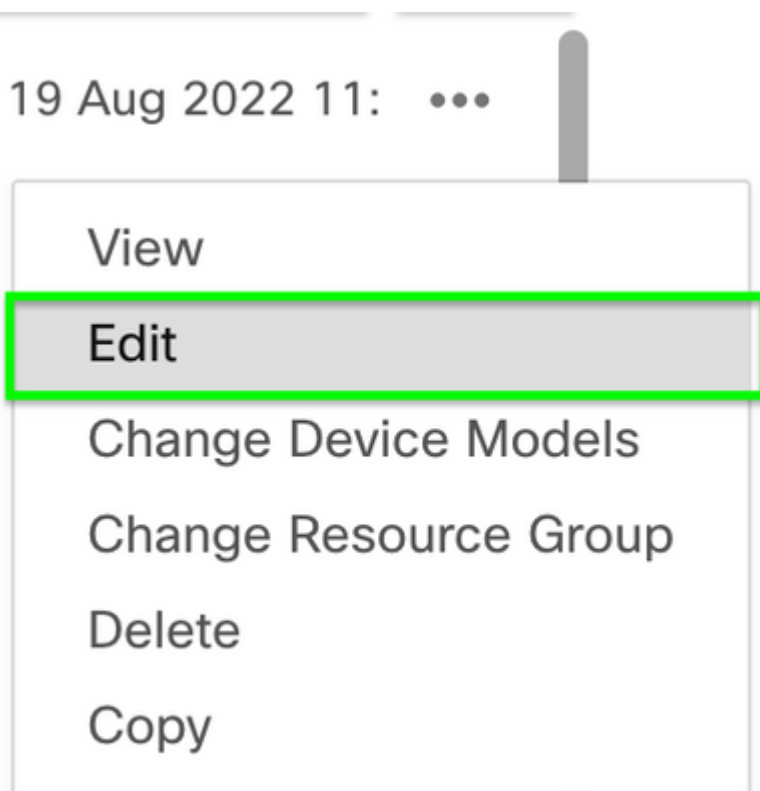 19 Aug 2022 11: •••
View
Edit
Change Device Models
Change Resource Group
Delete
Copy